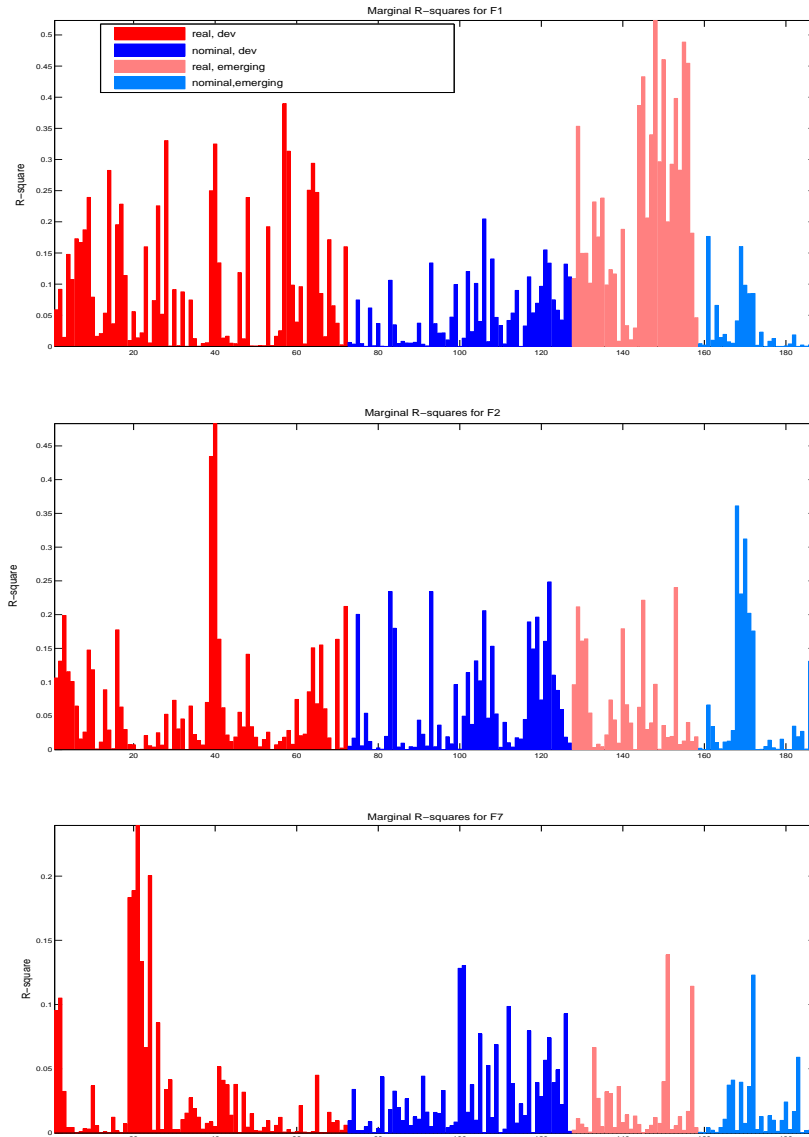 Marginal R−squares for F1
0.5
0.45
0.4
0.35
0.3
0.25
0.2
0.15
0.1
0.05
0
R−square
real, dev
nominal, dev
real, emerging
nominal,emerging
20 40 60 80 100 120 140 160 180
Marginal R−squares for F2
0.45
0.4
0.35
0.3
0.25
0.2
0.15
0.1
0.05
0
R−square
20 40 60 80 100 120 140 160 180
Marginal R−squares for F7
0.2
0.15
0.1
0.05
0
R−square